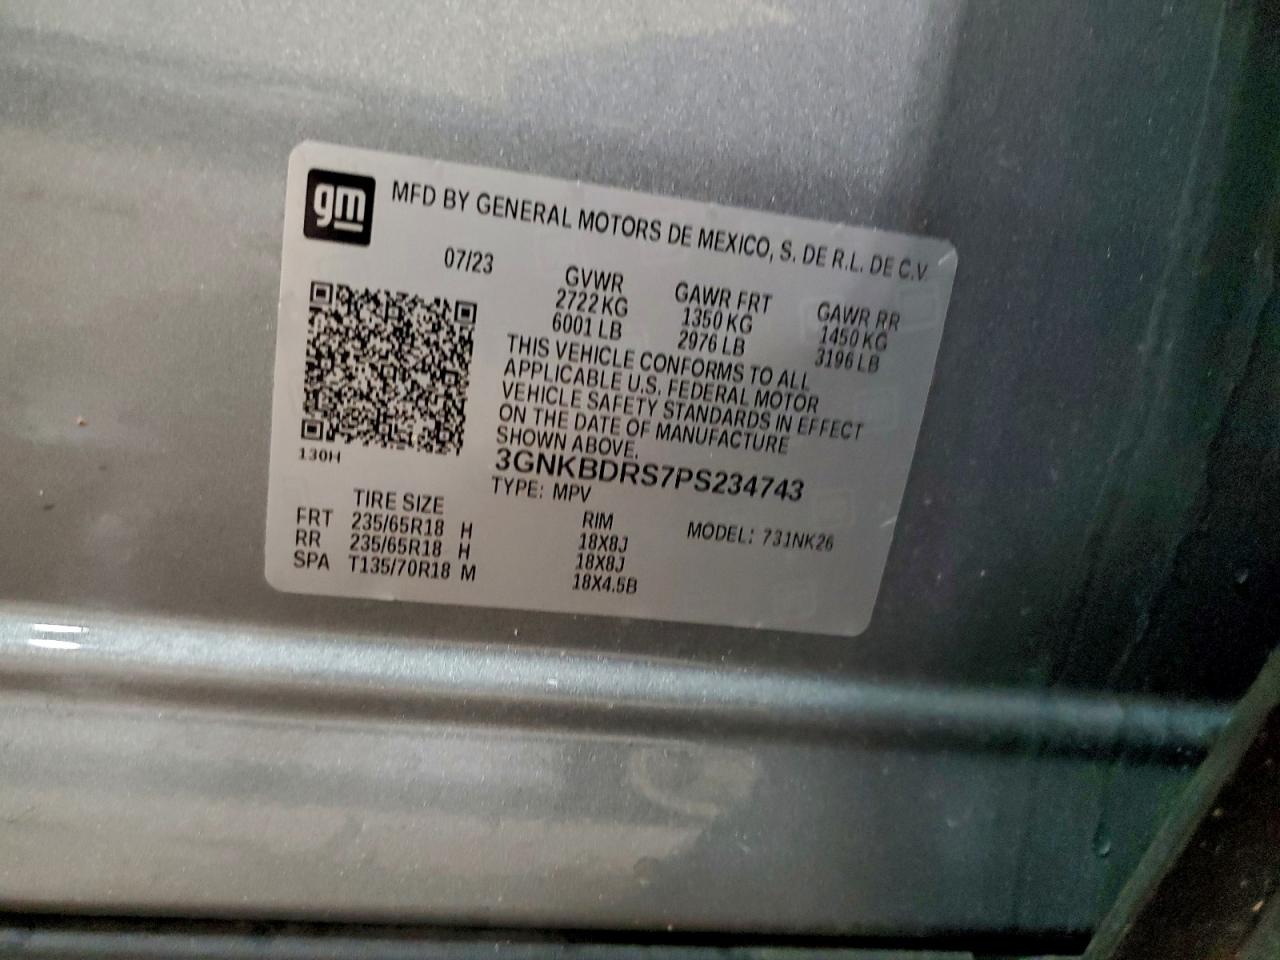 gm MFD BY GENERAL MOTORS DE MEXICO, S. DE R.L. DE C.V.
07/23 GVWR GAWR FRT GAWR RR
2722 KG 1350 KG 1450 KG
6001 LB 2976 LB 3196 LB
THIS VEHICLE CONFORMS TO ALL
APPLICABLE U.S. FEDERAL MOTOR
VEHICLE SAFETY STANDARDS IN EFFECT
ON THE DATE OF MANUFACTURE
SHOWN ABOVE.
130H
3GNKBDRS7PS234743
TYPE: MPV MODEL: 731NK26
TIRE SIZE RIM
FRT 235/65R18 H 18X8J
RR 235/65R18 H 18X8J
SPA T135/70R18 M 18X4.5B